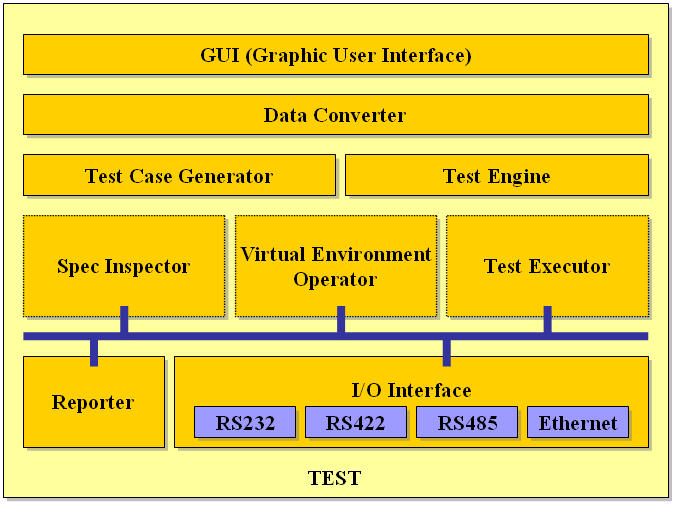 GUI (Graphic User Interface)
Data Converter
Test Case Generator
Test Engine
Spec Inspector
Virtual Environment
Operator
Test Executor
Reporter
I/O Interface
RS232
RS422
RS485
Ethernet
TEST